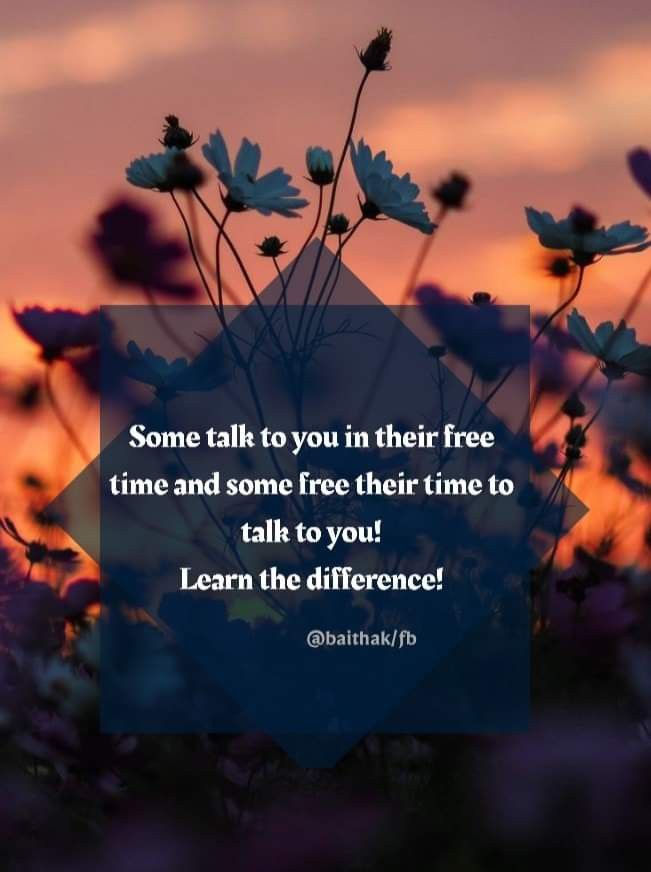 Some talk to you in their free
time and some free their time to
talk to you!
Learn the difference!
@baithak/fb